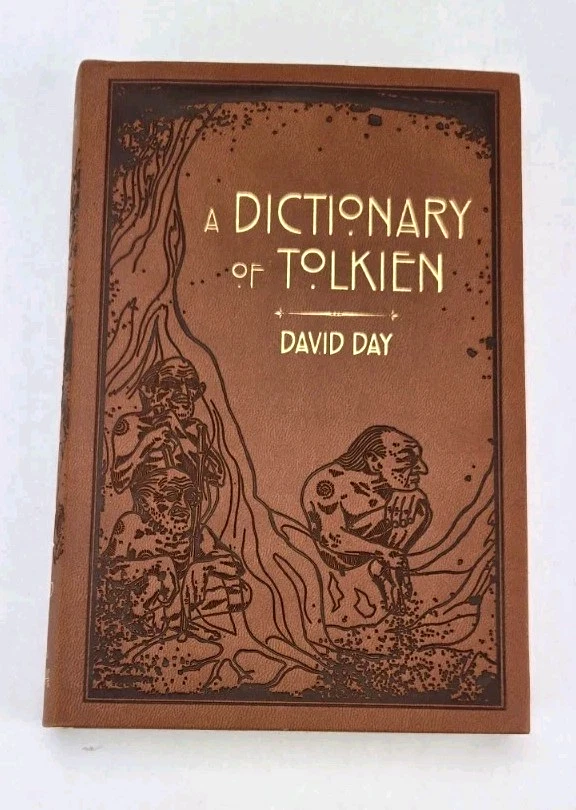 A DICTIONARY
OF TOLKIEN
DAVID DAY